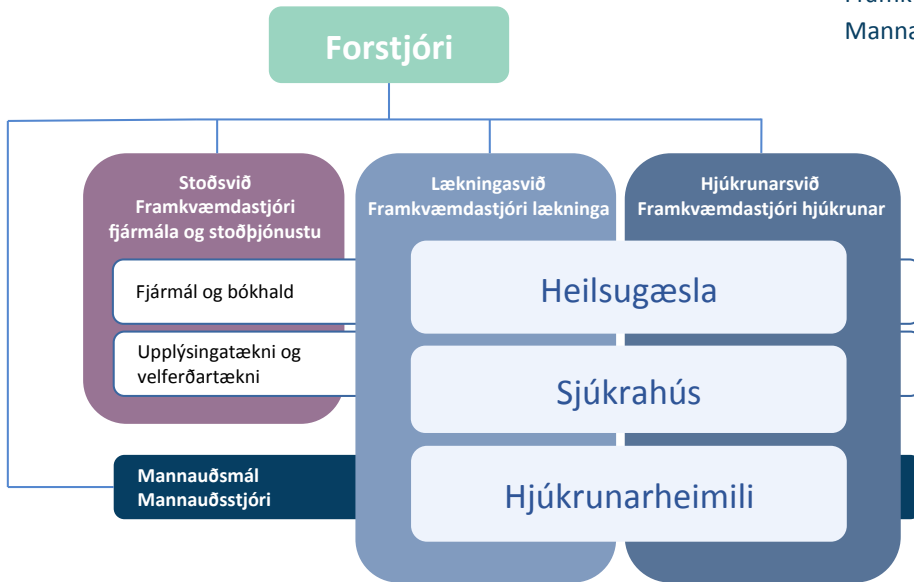 Manna
Forstjóri
Stoðsvið
Framkvæmdastjóri
fjármála og stoðþjónustu
Lækningasvið
Framkvæmdastjóri lækninga
Hjúkrunarsvið
Framkvæmdastjóri hjúkrunar
Fjármál og bókhald
Upplýsingatækni og
velferðartækni
Heilsugæsla
Sjúkrahús
Hjúkrunarheimili
Mannauðsmál
Mannauðsstjóri